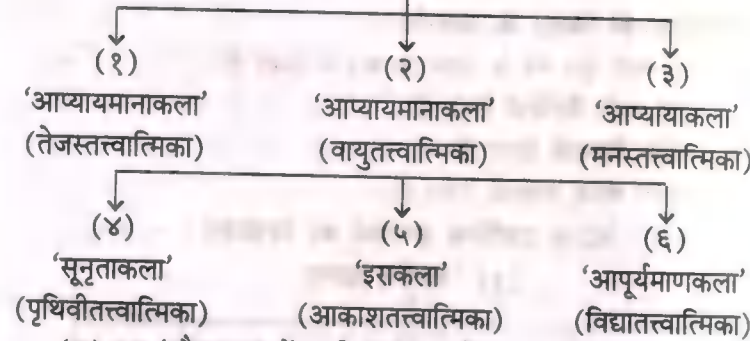 (१) (२) (३)
'आप्यायमानाकला' 'आप्यायमानाकला' 'आप्यायाकला'
(तेजस्तत्त्वात्मिका) (वायुतत्त्वात्मिका) (मनस्तत्त्वात्मिका)
(४) (५) (६)
'सूनृताकला' 'इराकला' 'आपूर्यमाणकला'
(पृथिवीतत्त्वात्मिका) (आकाशतत्त्वात्मिका) (विद्यातत्त्वात्मिका)